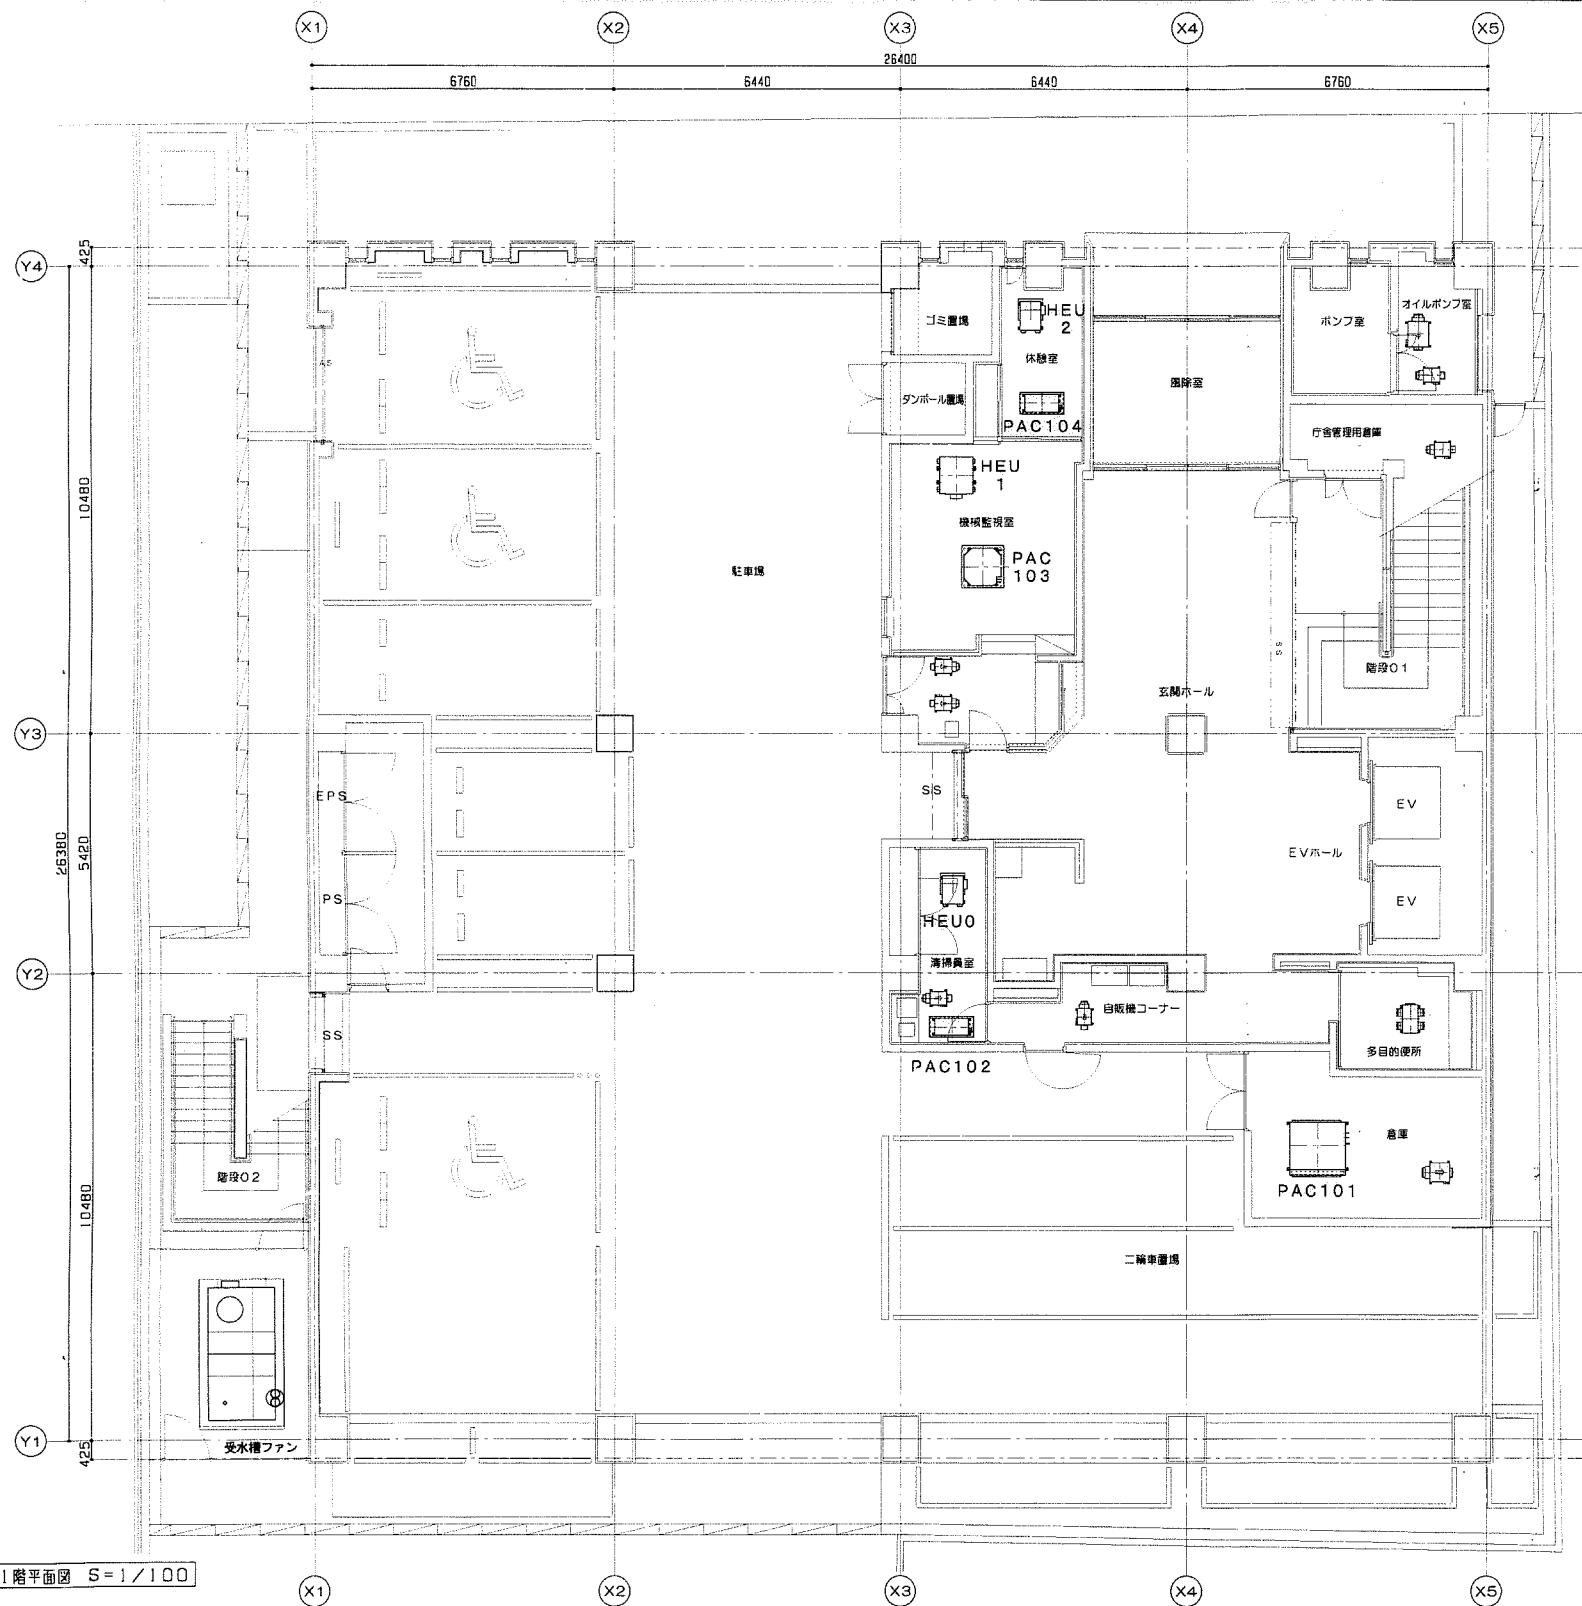 X1 X2 X3 X4 X5
26400
6760 6440 6440 6760
425
Y4
オイルポンプ室
ゴミ置場
HEU
2
ポンプ室
休憩室
AS
風除室
ダンボール置場
PAC104
庁舎管理用倉庫
HEU
1
10480
機械監視室
PAC
103
駐車場
SS
階段01
玄関ホール
Y3
EPS
SS
EV
26380
5420
EVホール
PS
EV
HEU0
清掃員室
Y2
自販機コーナー
SS
多目的便所
PAC102
倉庫
階段02
PAC101
10480
二輪車置場
8
Y1
受水槽ファン
425
1階平面図 S=1/100
X1 X2 X3 X4 X5